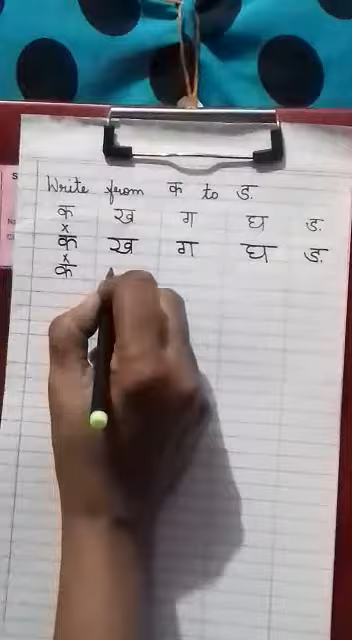 Write from क to ड.
क ख ग घ ड.
x
क ख ग घ ड.
x
क